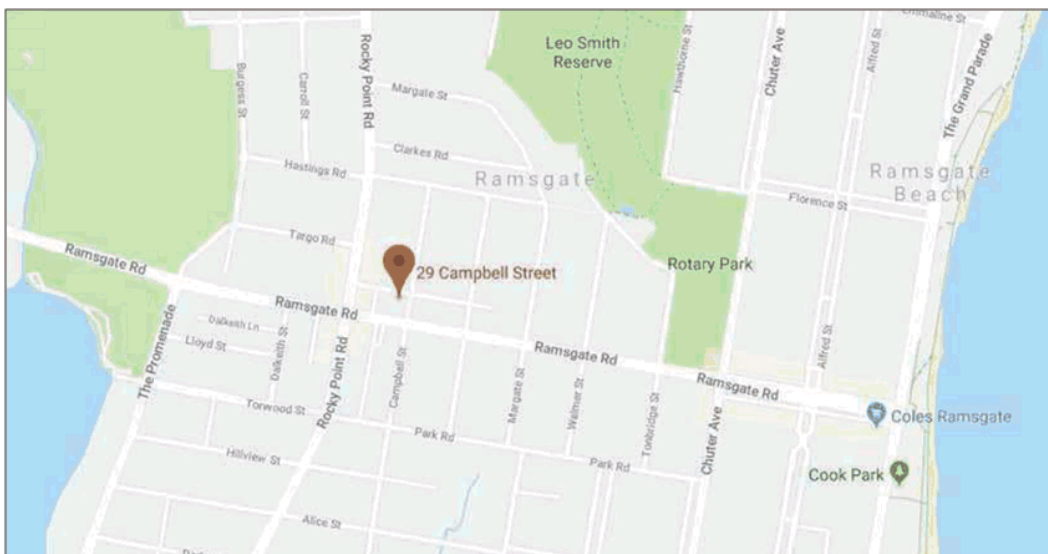 Emmaline St
Leo Smith
Reserve
Rocky Point Rd
Burgess St
Carroll St
Hawthorne St
Chuter Ave
Alfred St
The Grand Parade
Margate St
Clarkes Rd
Hastings Rd
Ramsgate
Ramsgate
Beach
Florence St
Targo Rd
Ramsgate Rd
29 Campbell Street
Rotary Park
Ramsgate Rd
Dalkeith Ln
Lloyd St
Dalkeith St
The Promenade
Rocky Point Rd
Campbell St
Ramsgate Rd
Margate St
Walmer St
Tonbridge St
Ramsgate Rd
Alfred St
Coles Ramsgate
Torwood St
Park Rd
Park Rd
Chuter Ave
Hillview St
Cook Park
Alice St